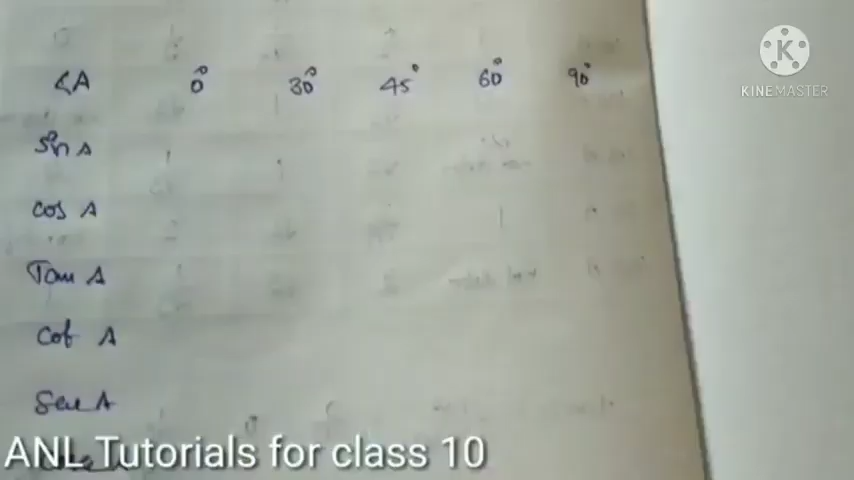 K
KINEMASTER
∠A 0° 30° 45° 60° 90°
Sin A
Cos A
Tan A
Cot A
Sec A
ANL Tutorials for class 10